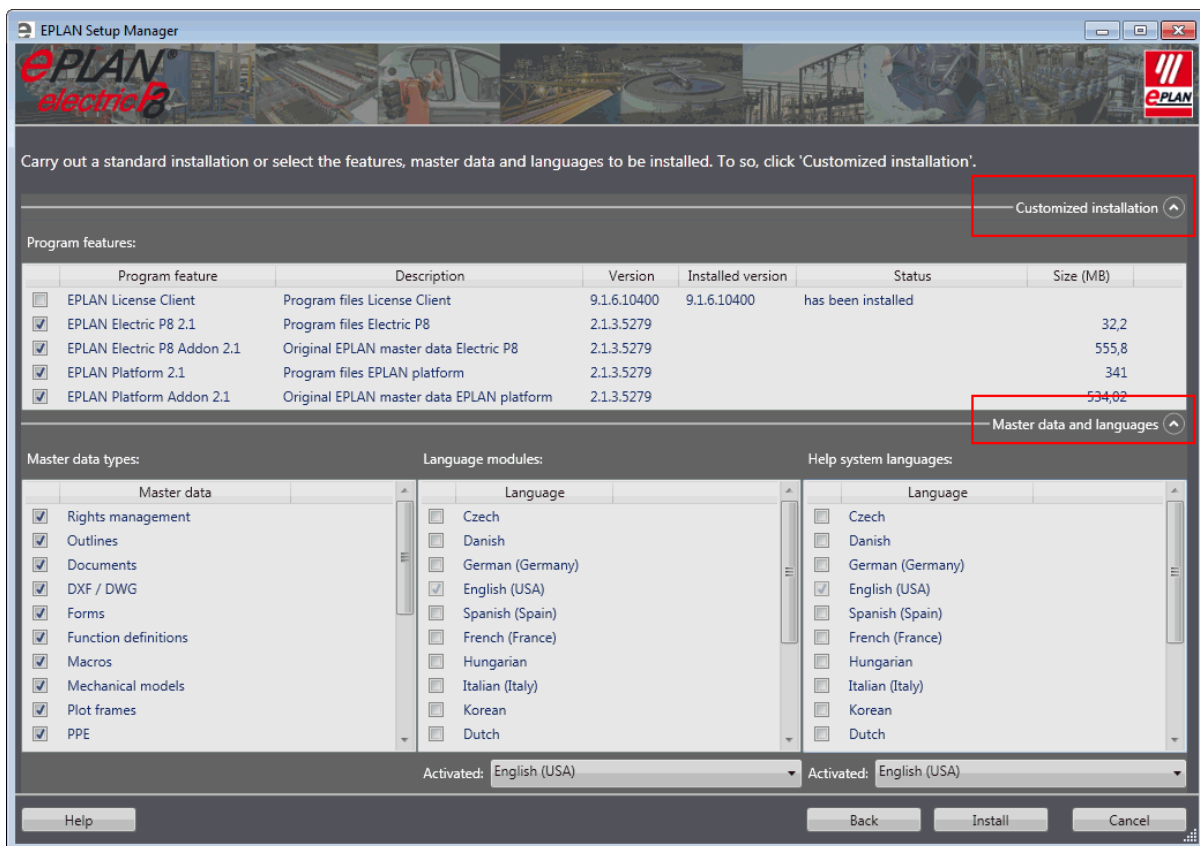 EPLAN Setup Manager
ePLAN®
electric P8
ePLAN
Carry out a standard installation or select the features, master data and languages to be installed. To so, click 'Customized installation'.
Customized installation
Program features:
Program feature Description Version Installed version Status Size (MB)
EPLAN License Client Program files License Client 9.1.6.10400 9.1.6.10400 has been installed
EPLAN Electric P8 2.1 Program files Electric P8 2.1.3.5279 32,2
EPLAN Electric P8 Addon 2.1 Original EPLAN master data Electric P8 2.1.3.5279 555,8
EPLAN Platform 2.1 Program files EPLAN platform 2.1.3.5279 341
EPLAN Platform Addon 2.1 Original EPLAN master data EPLAN platform 2.1.3.5279 534,02
Master data and languages
Master data types: Language modules: Help system languages:
Master data Language Language
Rights management Czech Czech
Outlines Danish Danish
Documents German (Germany) German (Germany)
DXF / DWG English (USA) English (USA)
Forms Spanish (Spain) Spanish (Spain)
Function definitions French (France) French (France)
Macros Hungarian Hungarian
Mechanical models Italian (Italy) Italian (Italy)
Plot frames Korean Korean
PPE Dutch Dutch
Activated: English (USA) Activated: English (USA)
Help Back Install Cancel